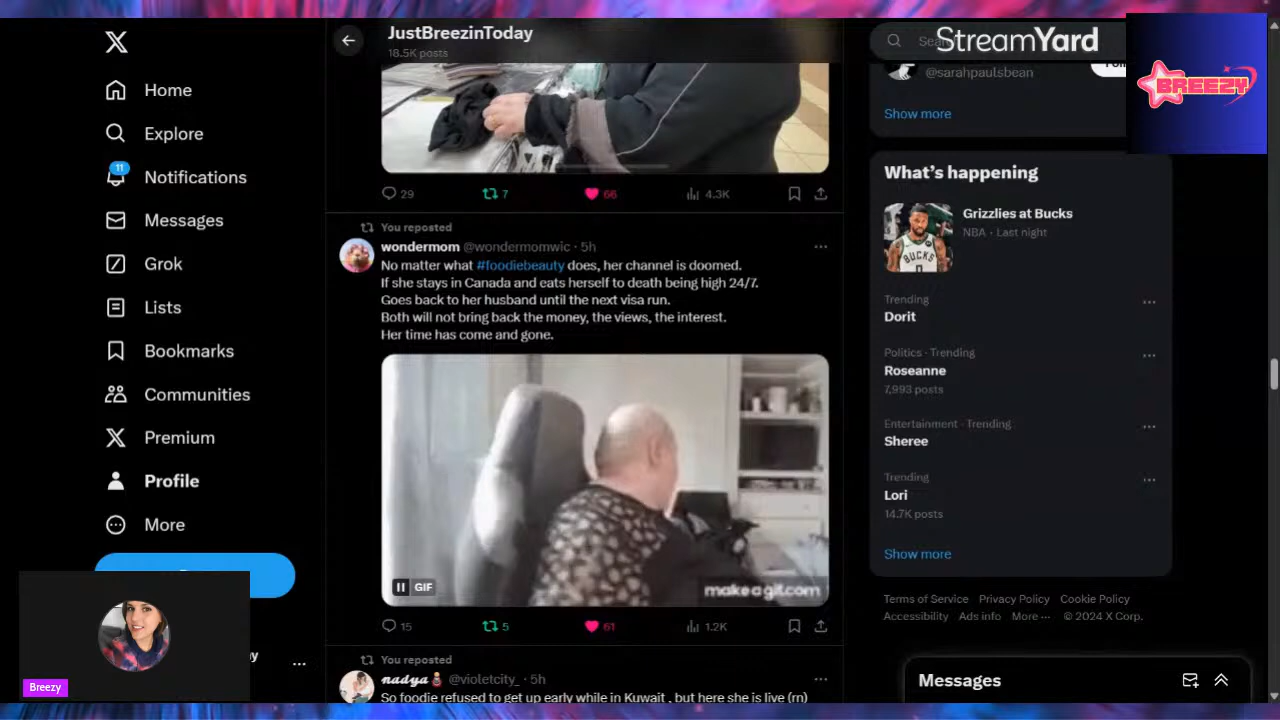 JustBreezinToday
18.5K posts
StreamYard
BREEZY
Home
Explore
11
Notifications
Messages
Grok
Lists
Bookmarks
Communities
Premium
Profile
More
Breezy
29
7
66
4.3K
You reposted
wondermom @wondermomwic · 5h
No matter what #foodiebeauty does, her channel is doomed.
If she stays in Canada and eats herself to death being high 24/7.
Goes back to her husband until the next visa run.
Both will not bring back the money, the views, the interest.
Her time has come and gone.
GIF
makeagif.com
15
5
61
1.2K
You reposted
nadya @violetcity_ · 5h
So foodie refused to get up early while in Kuwait , but here she is live (rn)
@sarahpaulsbean
Show more
What's happening
Grizzlies at Bucks
NBA · Last night
BUCKS
Trending
Dorit
Politics · Trending
Roseanne
7,993 posts
Entertainment · Trending
Sheree
Trending
Lori
14.7K posts
Show more
Terms of Service Privacy Policy Cookie Policy
Accessibility Ads info More ··· © 2024 X Corp.
Messages